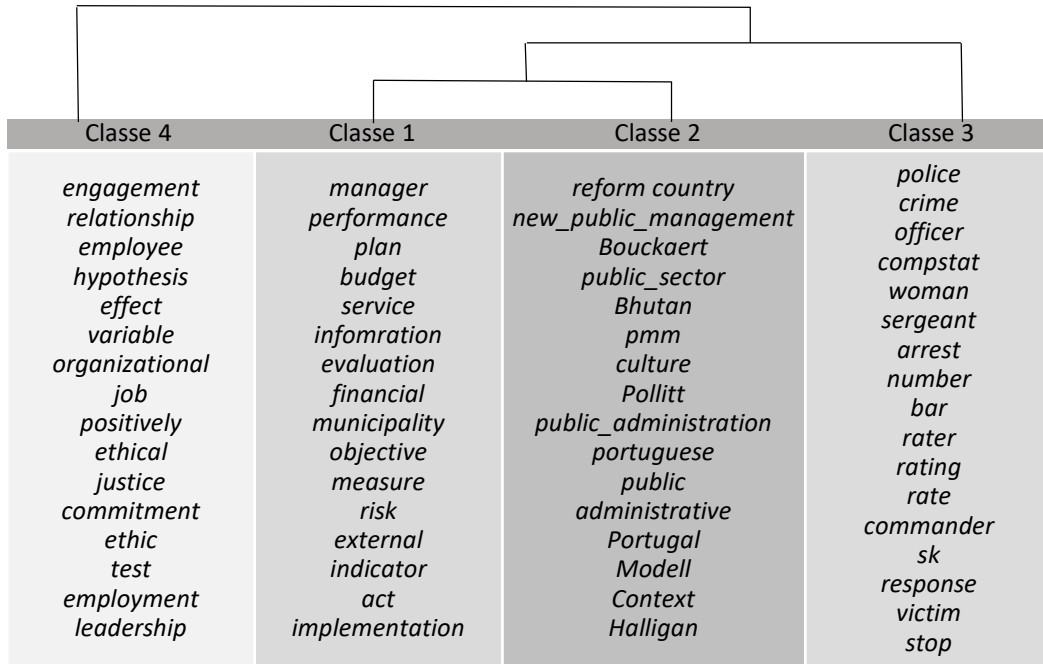 Classe 4
Classe 1
Classe 2
Classe 3
engagement
relationship
employee
hypothesis
effect
variable
organizational
job
positively
ethical
justice
commitment
ethic
test
employment
leadership
manager
performance
plan
budget
service
infomration
evaluation
financial
municipality
objective
measure
risk
external
indicator
act
implementation
reform country
new_public_management
Bouckaert
public_sector
Bhutan
pmm
culture
Pollitt
public_administration
portuguese
public
administrative
Portugal
Modell
Context
Halligan
police
crime
officer
compstat
woman
sergeant
arrest
number
bar
rater
rating
rate
commander
sk
response
victim
stop